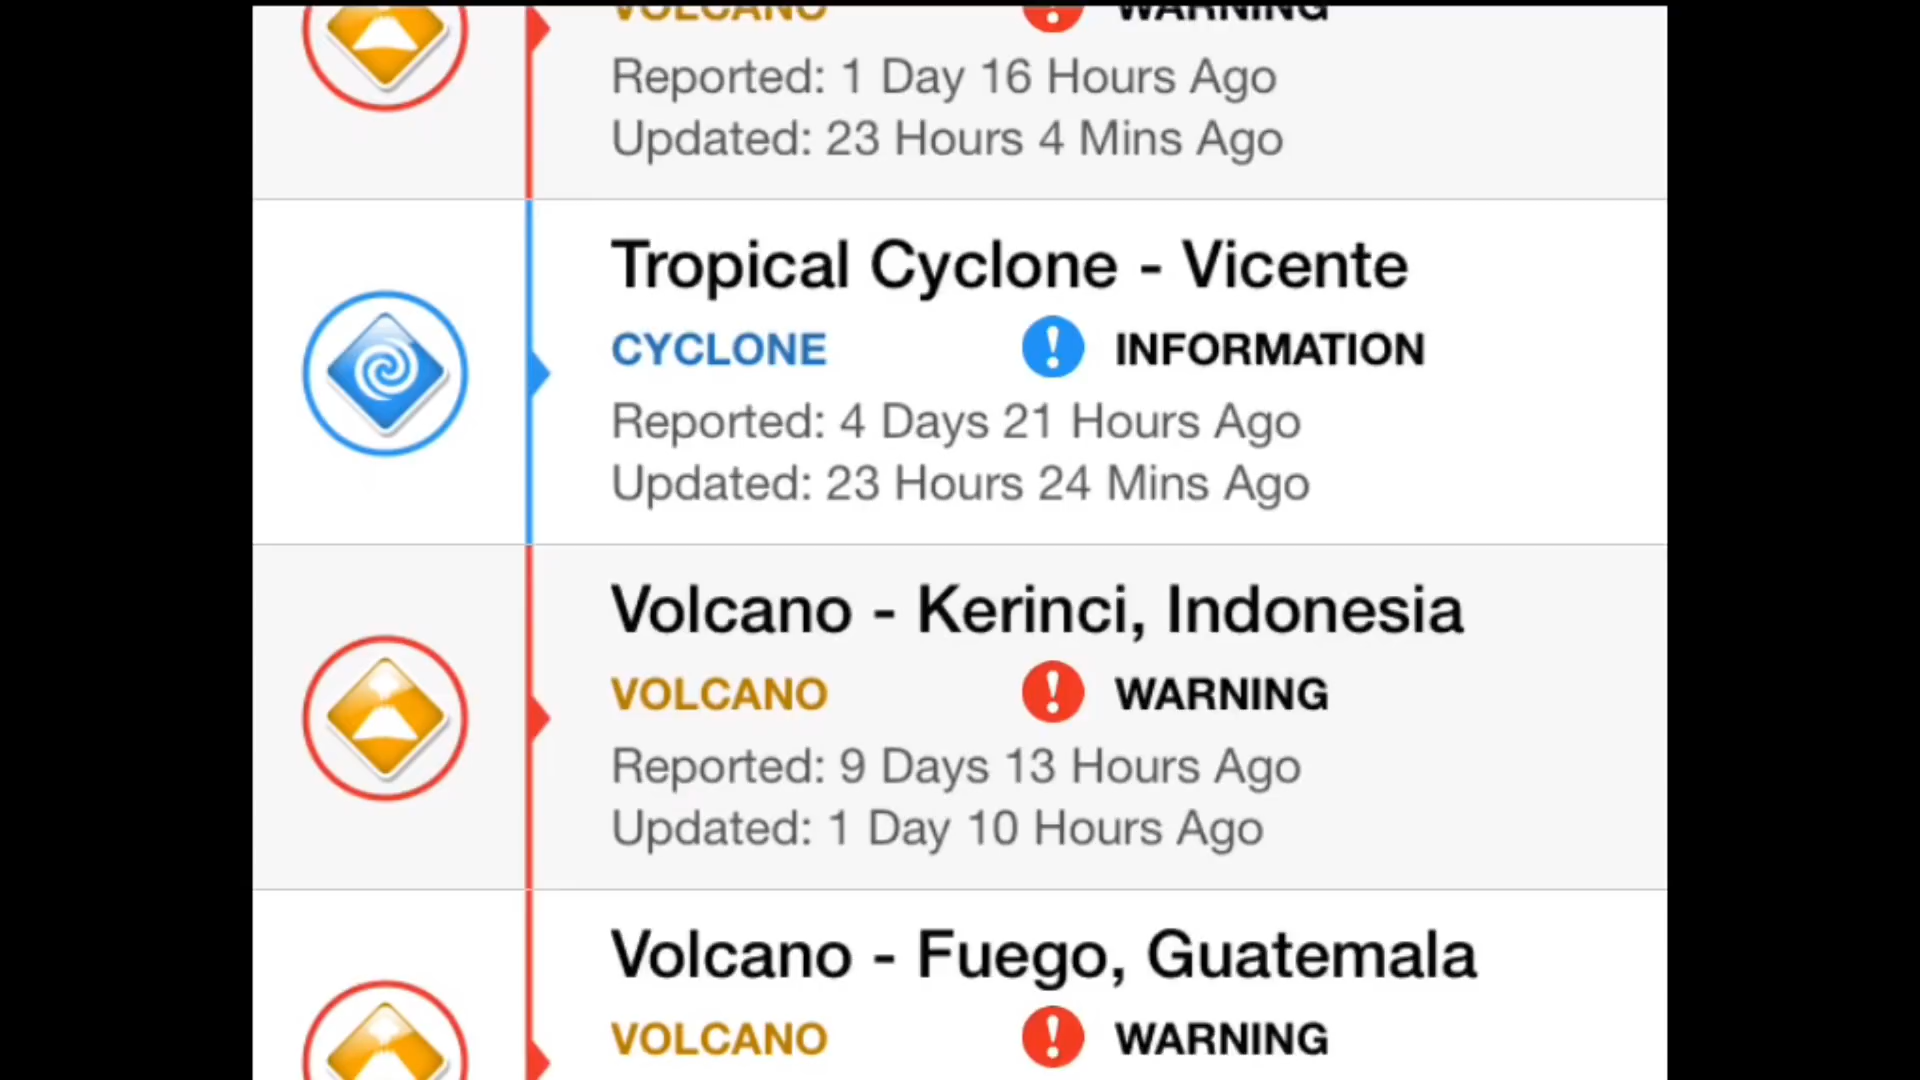 VOLCANO WARNING
Reported: 1 Day 16 Hours Ago
Updated: 23 Hours 4 Mins Ago
Tropical Cyclone - Vicente
CYCLONE INFORMATION
Reported: 4 Days 21 Hours Ago
Updated: 23 Hours 24 Mins Ago
Volcano - Kerinci, Indonesia
VOLCANO WARNING
Reported: 9 Days 13 Hours Ago
Updated: 1 Day 10 Hours Ago
Volcano - Fuego, Guatemala
VOLCANO WARNING